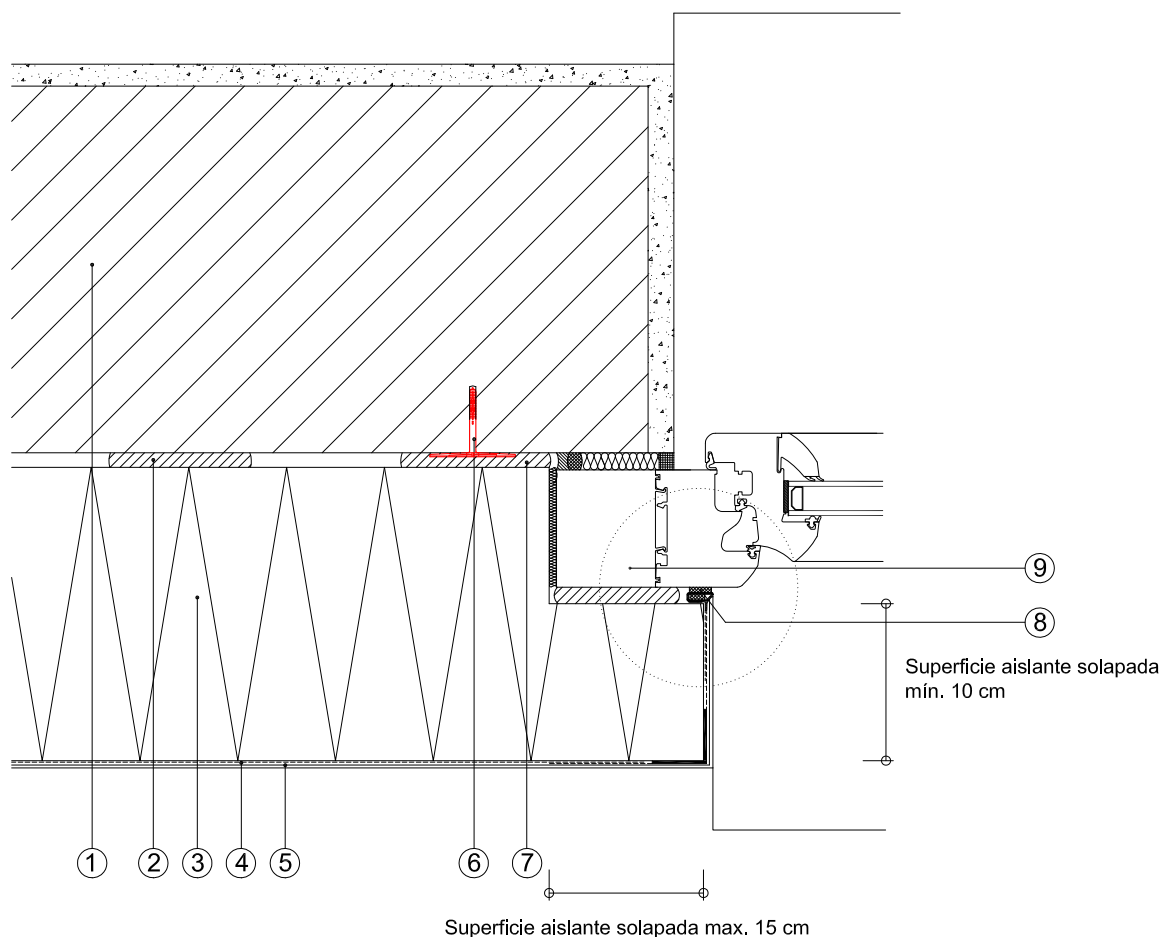 9
8
Superficie aislante solapada
mín. 10 cm
1 2 3 4 5 6 7
Superficie aislante solapada max. 15 cm